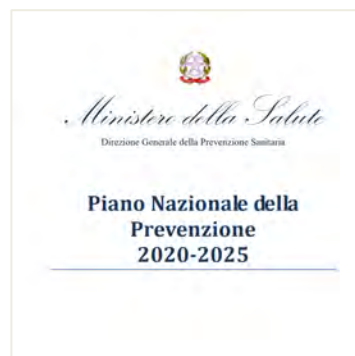 Ministero della Salute
Direzione Generale della Prevenzione Sanitaria
Piano Nazionale della
Prevenzione
2020-2025